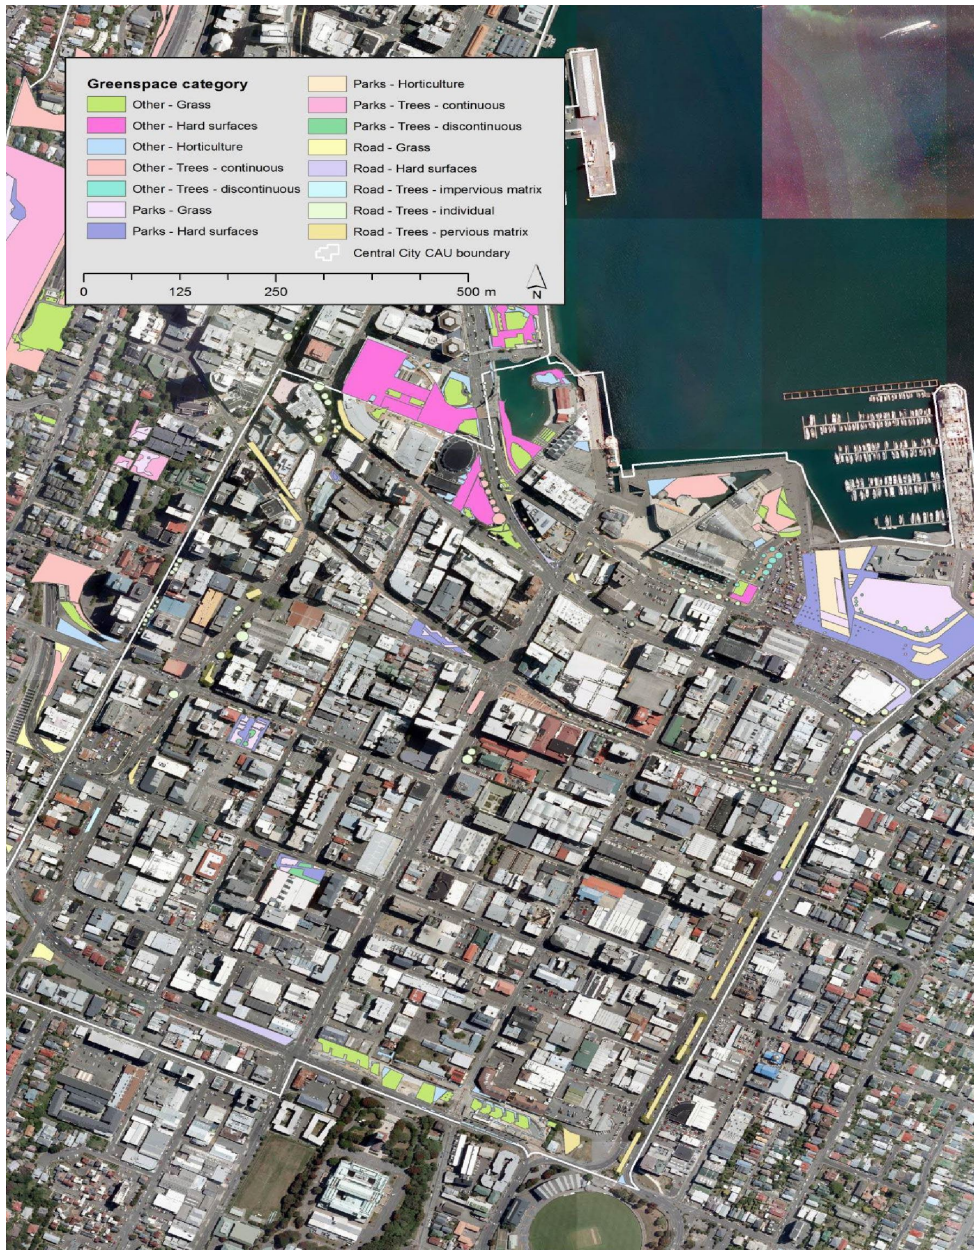 Greenspace category
Other - Grass
Other - Hard surfaces
Other - Horticulture
Other - Trees - continuous
Other - Trees - discontinuous
Parks - Grass
Parks - Hard surfaces
Parks - Horticulture
Parks - Trees - continuous
Parks - Trees - discontinuous
Road - Grass
Road - Hard surfaces
Road - Trees - impervious matrix
Road - Trees - individual
Road - Trees - pervious matrix
Central City CAU boundary
0 125 250 500 m
N